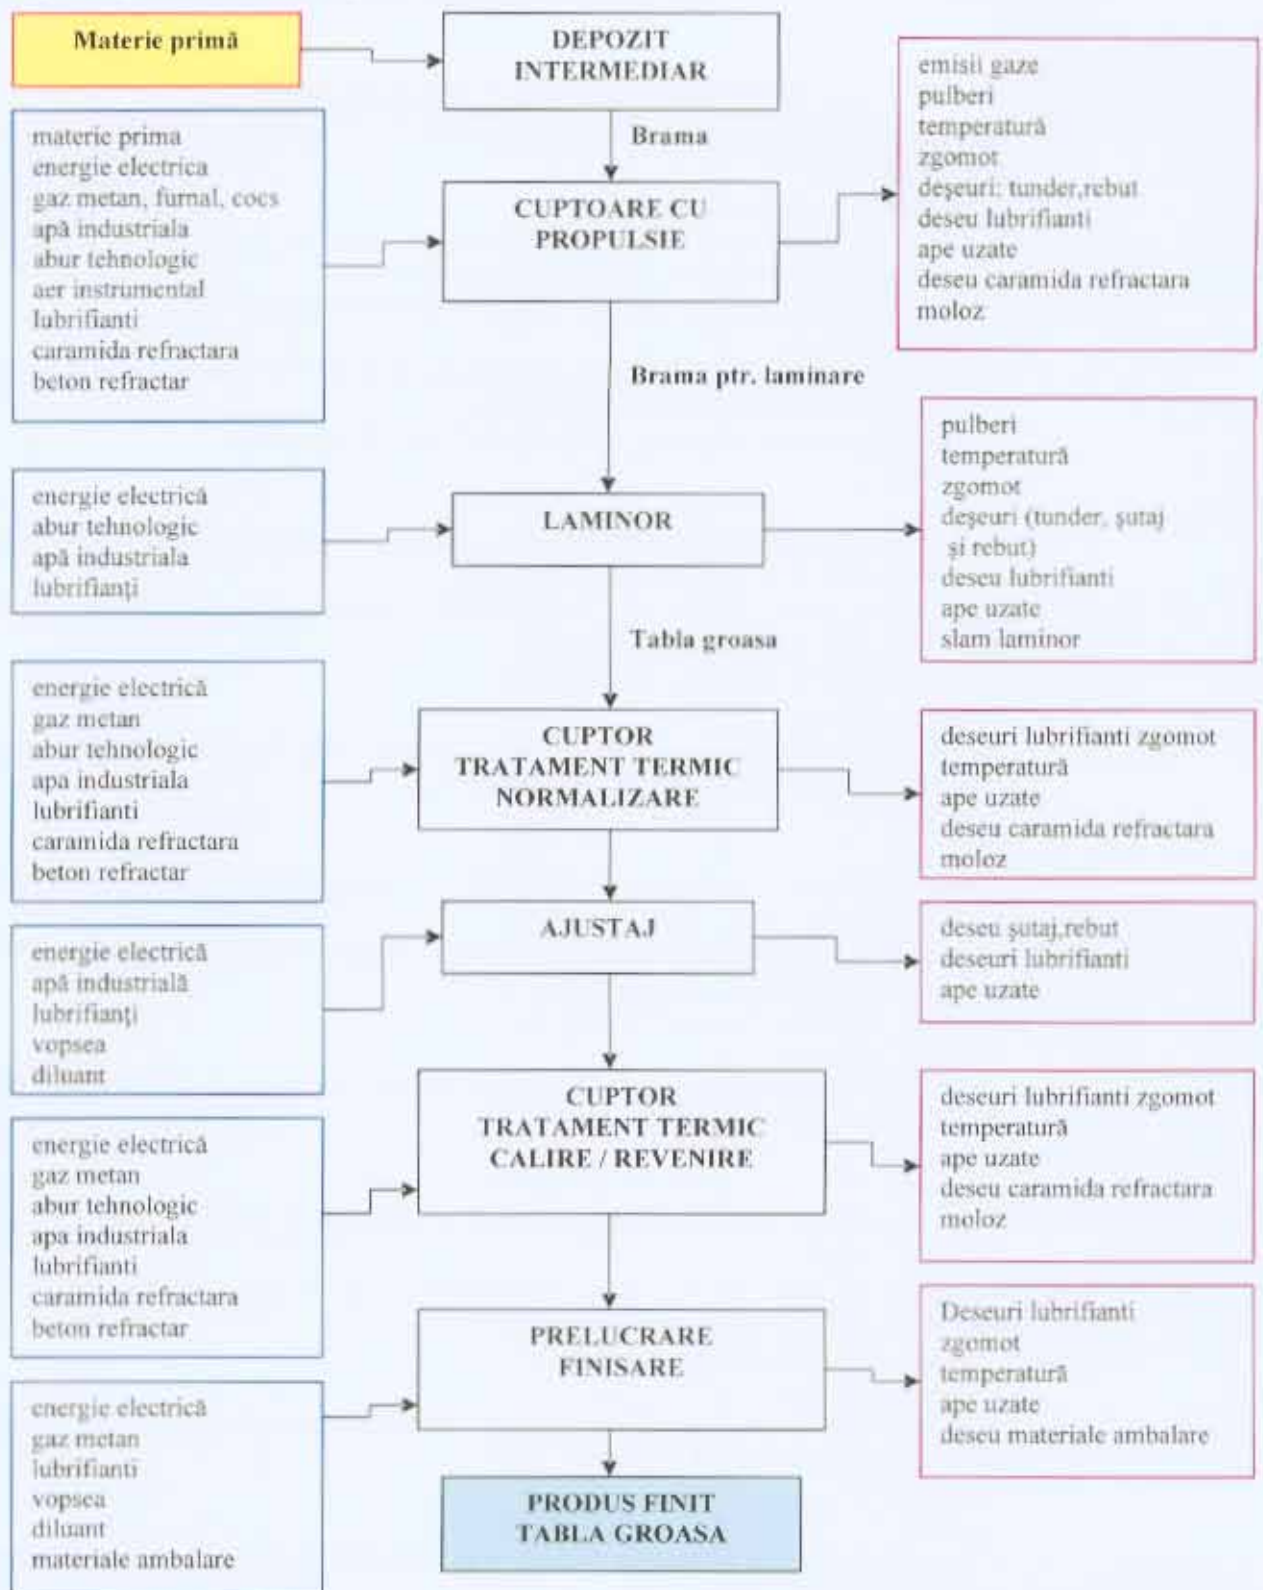 Materie primă
DEPOZIT
INTERMEDIAR
Brama
materie prima
energie electrica
gaz metan, furnal, cocs
apă industriala
abur tehnologic
aer instrumental
lubrifianti
caramida refractara
beton refractar
CUPTOARE CU
PROPULSIE
emisii gaze
pulberi
temperatură
zgomot
deşeuri: tunder,rebut
deseu lubrifianti
ape uzate
deseu caramida refractara
moloz
Brama ptr. laminare
energie electrică
abur tehnologic
apă industriala
lubrifianţi
LAMINOR
pulberi
temperatură
zgomot
deşeuri (tunder, şutaj
şi rebut)
deseu lubrifianti
ape uzate
slam laminor
Tabla groasa
energie electrică
gaz metan
abur tehnologic
apa industriala
lubrifianti
caramida refractara
beton refractar
CUPTOR
TRATAMENT TERMIC
NORMALIZARE
deseuri lubrifianti zgomot
temperatură
ape uzate
deseu caramida refractara
moloz
energie electrică
apă industrială
lubrifianţi
vopsea
diluant
AJUSTAJ
deseu şutaj,rebut
deseuri lubrifianti
ape uzate
energie electrică
gaz metan
abur tehnologic
apa industriala
lubrifianti
caramida refractara
beton refractar
CUPTOR
TRATAMENT TERMIC
CALIRE / REVENIRE
deseuri lubrifianti zgomot
temperatură
ape uzate
deseu caramida refractara
moloz
energie electrică
gaz metan
lubrifianti
vopsea
diluant
materiale ambalare
PRELUCRARE
FINISARE
Deseuri lubrifianti
zgomot
temperatură
ape uzate
deseu materiale ambalare
PRODUS FINIT
TABLA GROASA